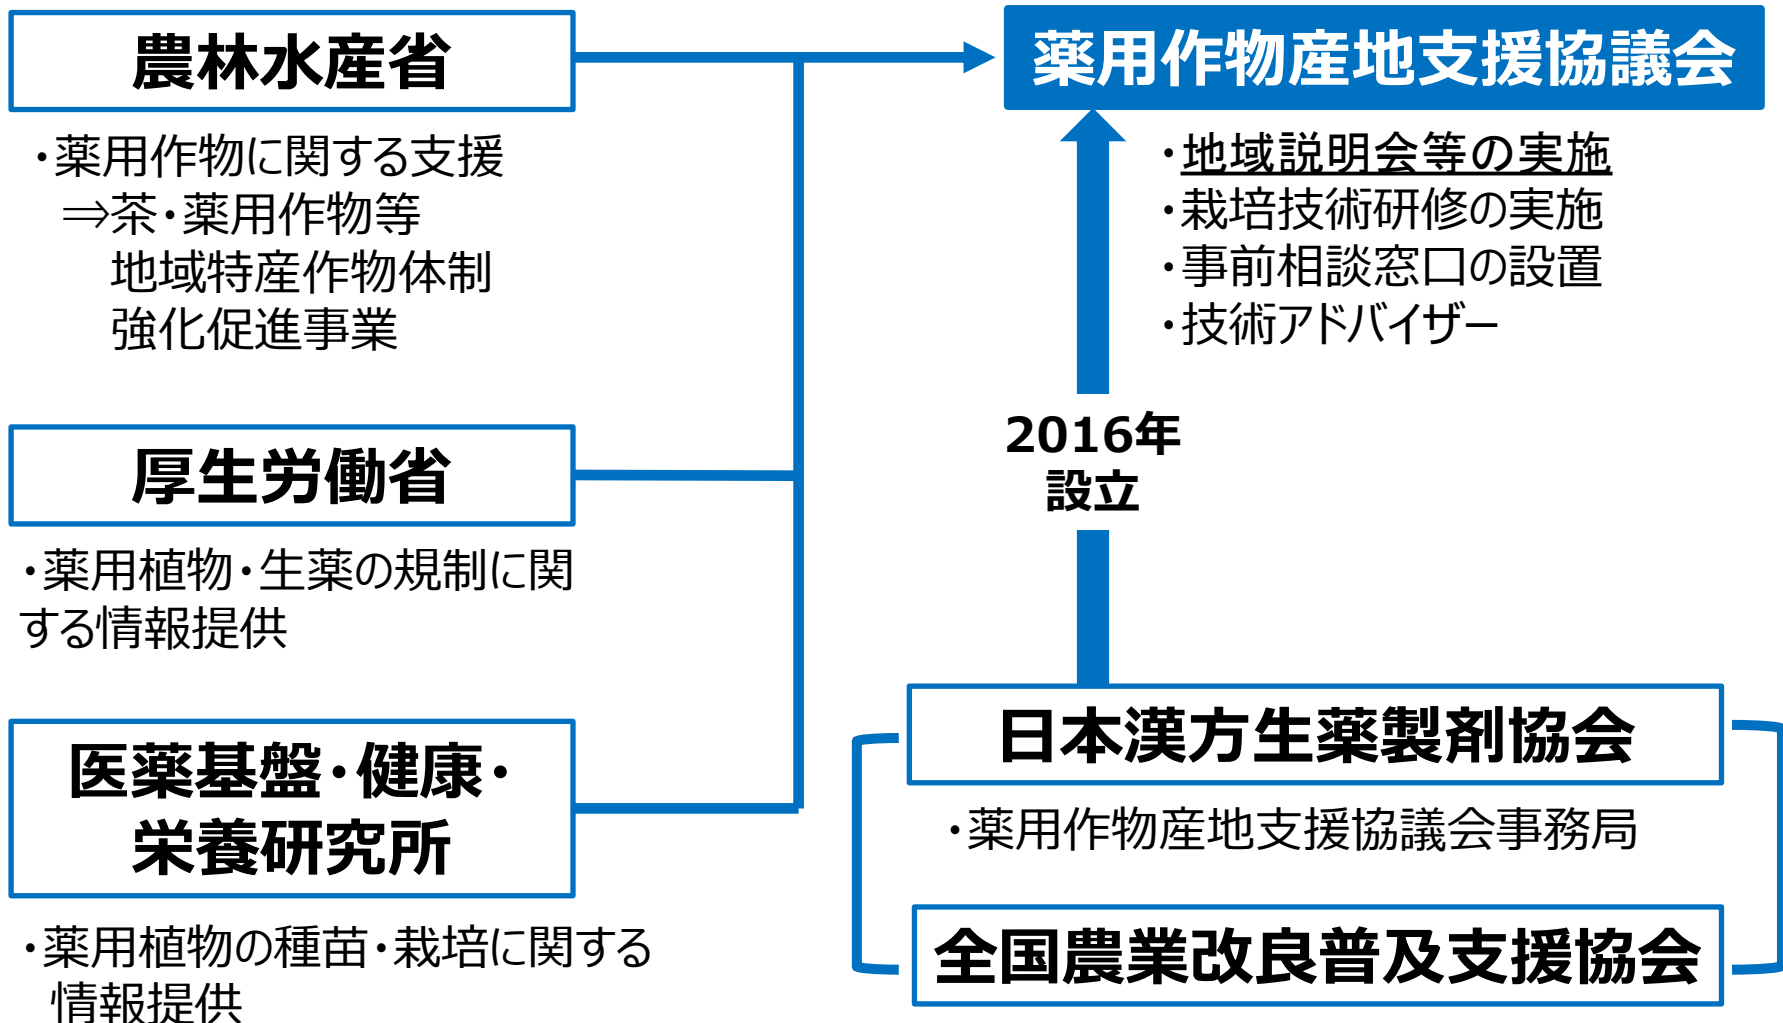 農林水産省
・薬用作物に関する支援
⇒茶・薬用作物等
地域特産作物体制
強化促進事業
厚生労働省
・薬用植物・生薬の規制に関
する情報提供
医薬基盤・健康・
栄養研究所
・薬用植物の種苗・栽培に関する
情報提供
薬用作物産地支援協議会
・地域説明会等の実施
・栽培技術研修の実施
・事前相談窓口の設置
・技術アドバイザー
2016年
設立
日本漢方生薬製剤協会
・薬用作物産地支援協議会事務局
全国農業改良普及支援協会